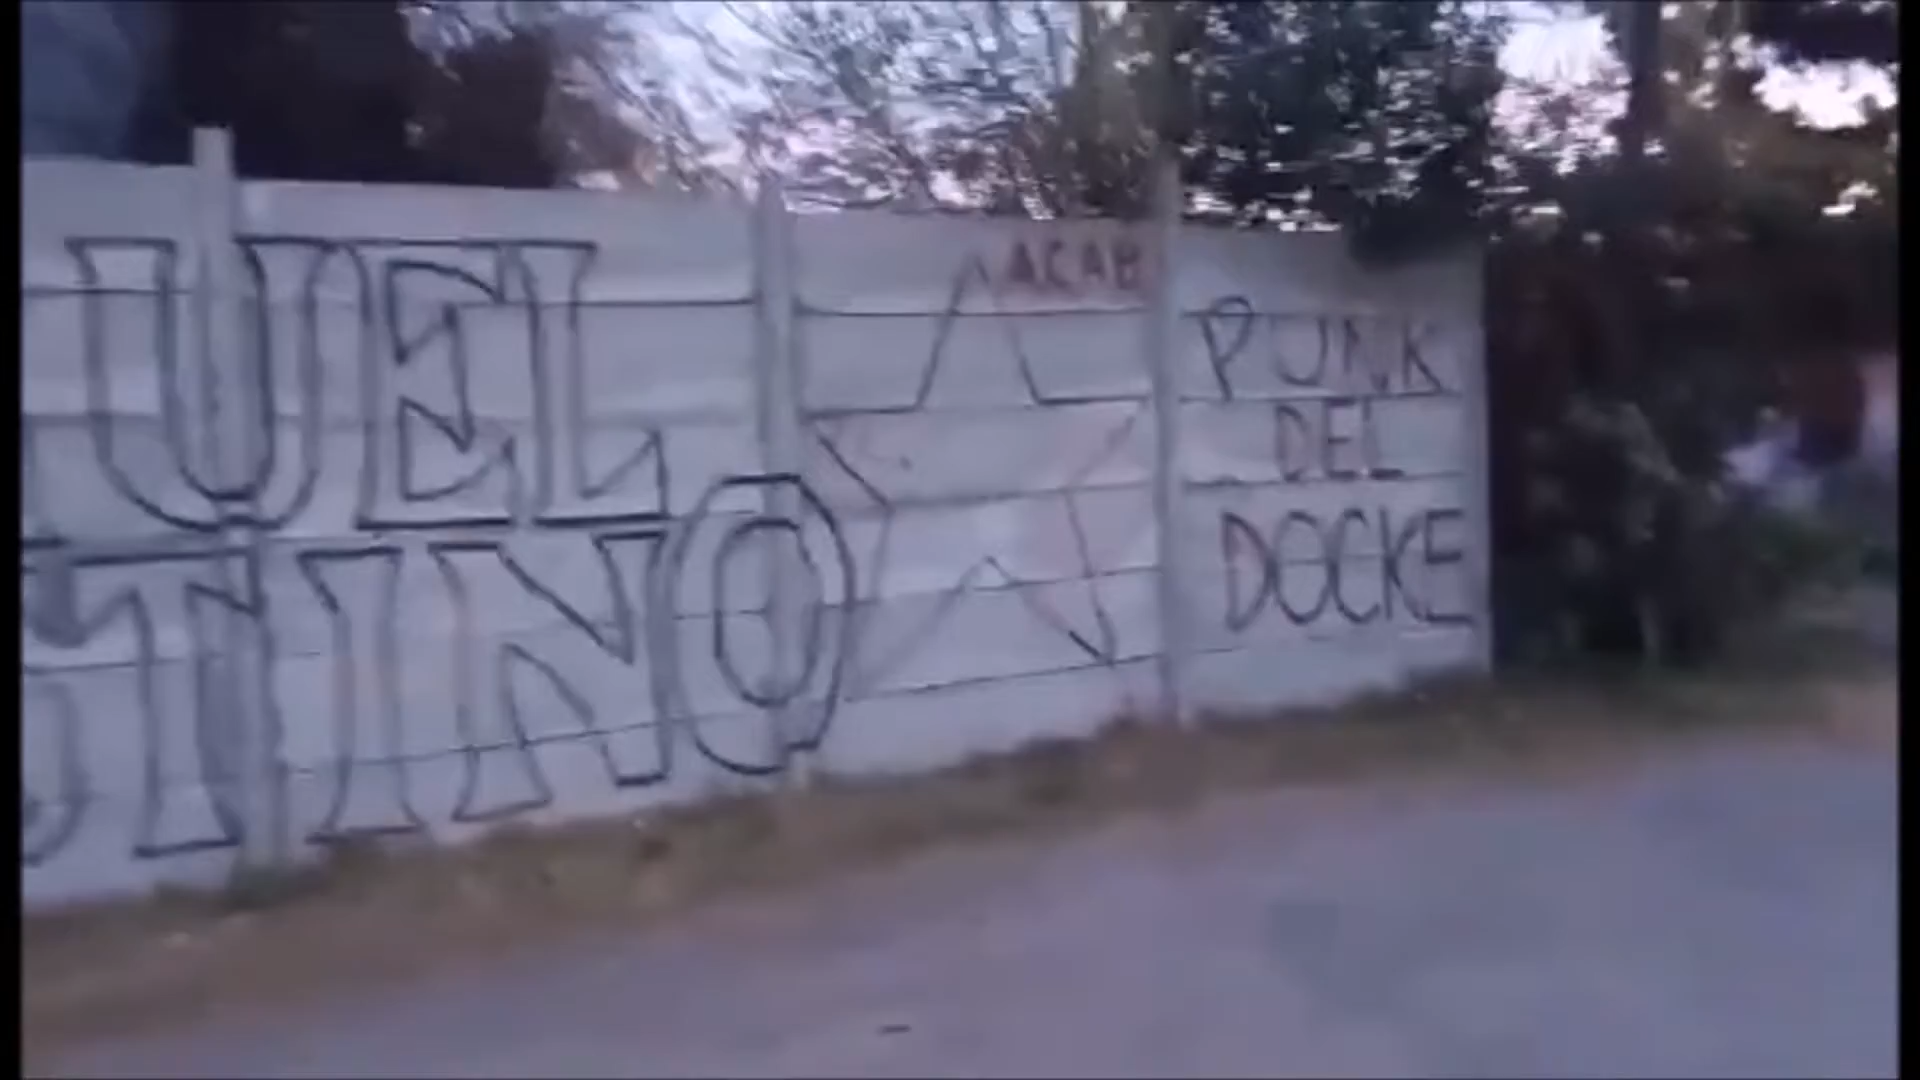 UEL
TINO
ACAB
PUNK
DEL
DOCKE